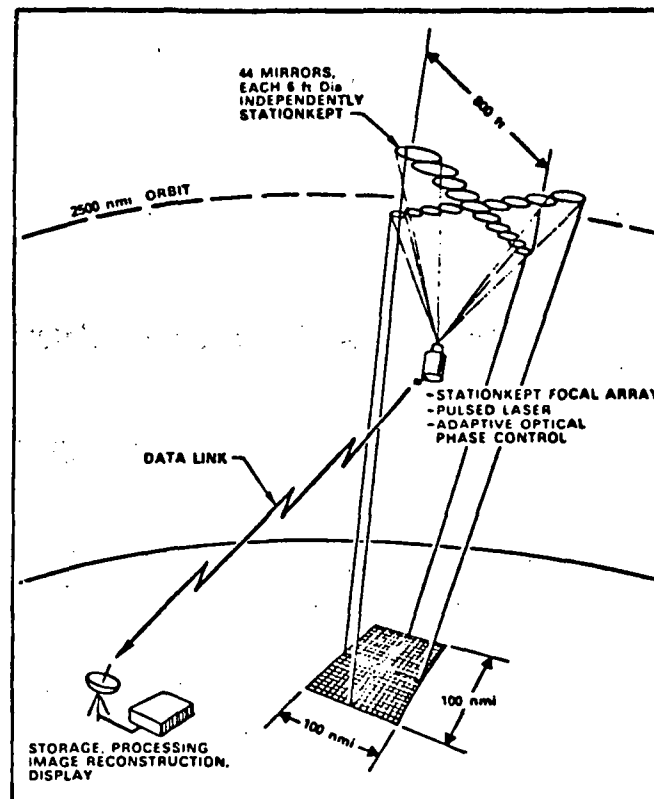 44 MIRRORS,
EACH 6 ft Dia
INDEPENDENTLY
STATIONKEPT
800 ft
2500 nmi ORBIT
-STATIONKEPT FOCAL ARRAY
-PULSED LASER
-ADAPTIVE OPTICAL
PHASE CONTROL
DATA LINK
100 nmi
100 nmi
STORAGE, PROCESSING
IMAGE RECONSTRUCTION,
DISPLAY